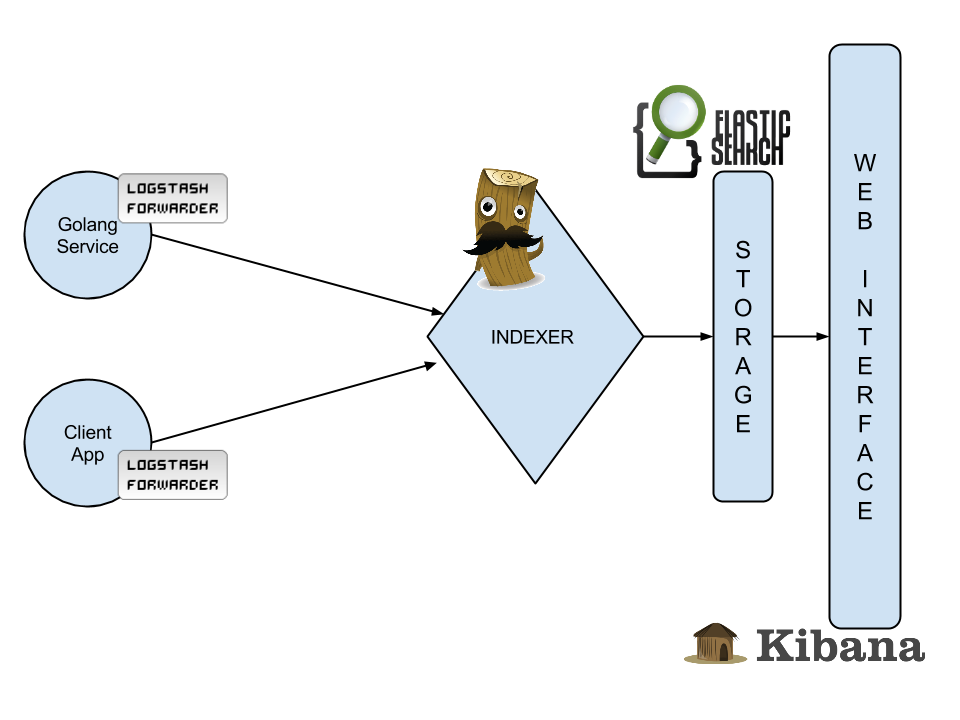 LOGSTASH
FORWARDER
Golang
Service
Client
App
LOGSTASH
FORWARDER
INDEXER
ELASTIC
SEARCH
STORAGE
WEB INTERFACE
Kibana